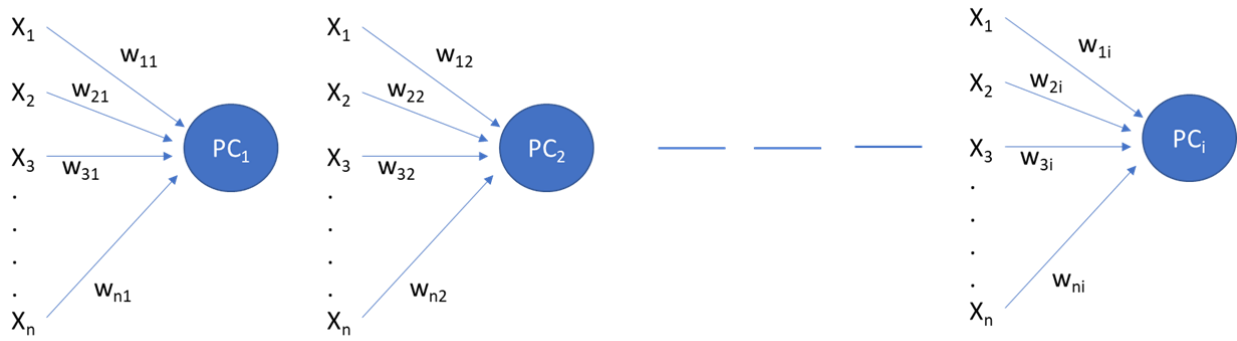 X₁ w₁₁
X₂ w₂₁
X₃ w₃₁ PC₁
.
.
.
.
Xₙ wₙ₁
X₁ w₁₂
X₂ w₂₂
X₃ w₃₂ PC₂
.
.
.
.
Xₙ wₙ₂
X₁ w₁ᵢ
X₂ w₂ᵢ
X₃ w₃ᵢ PCᵢ
.
.
.
.
Xₙ wₙᵢ